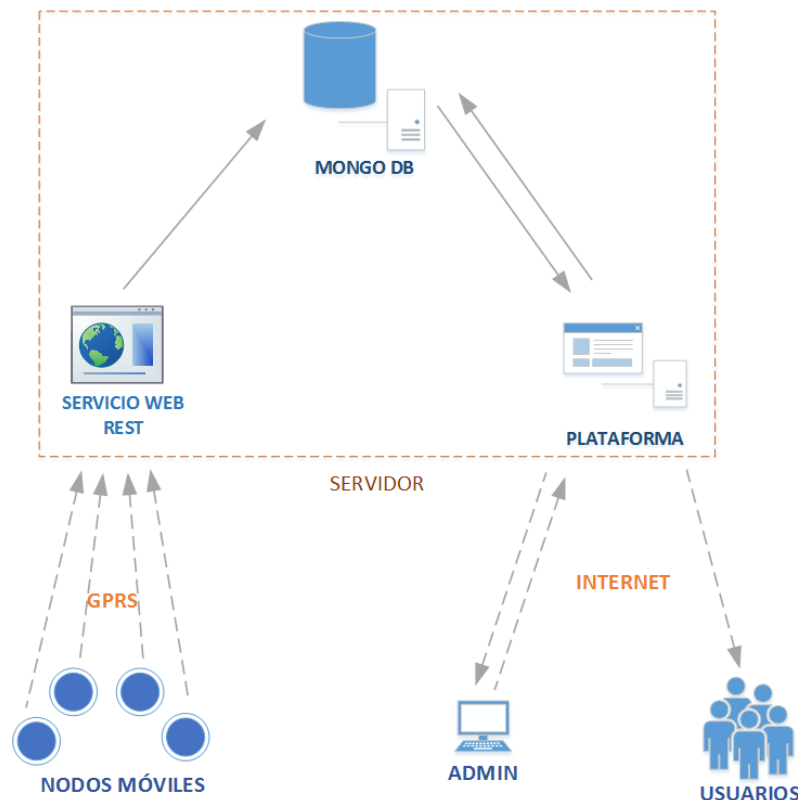 MONGO DB
SERVICIO WEB
REST
PLATAFORMA
SERVIDOR
GPRS
INTERNET
NODOS MÓVILES
ADMIN
USUARIOS